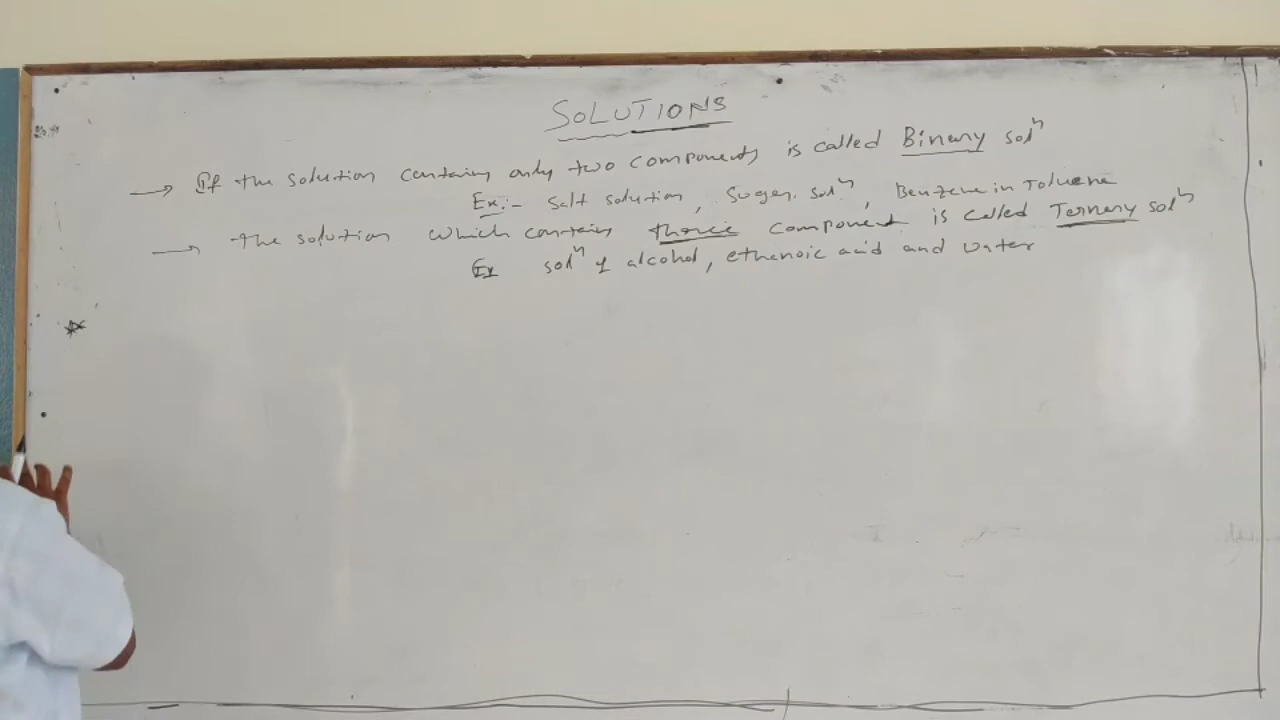 SOLUTIONS
→ If the solution contains only two components is called Binary solⁿ
Ex:- Salt solution, Sugar solⁿ, Benzene in Toluene
→ the solution which contains three component is called Ternary solⁿ
Ex solⁿ of alcohol, ethanoic acid and water